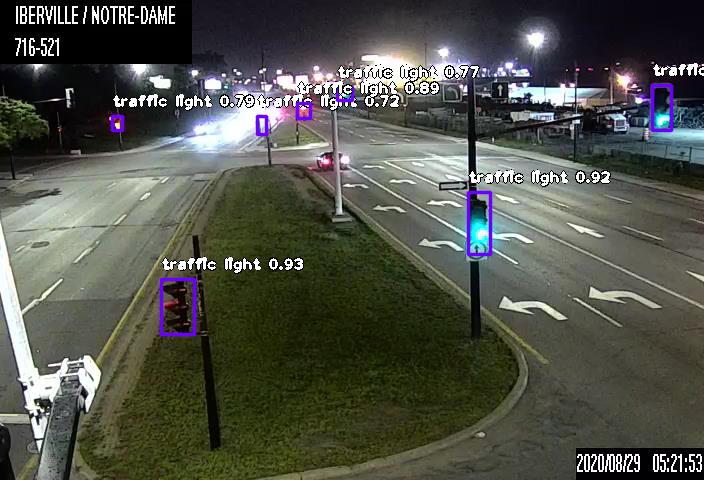 IBERVILLE / NOTRE-DAME
716-521
traffic light 0.77
traffic
traffic light 0.89
traffic light 0.79
traffic light 0.72
traffic light 0.92
traffic light 0.93
2020/08/29 05:21:53